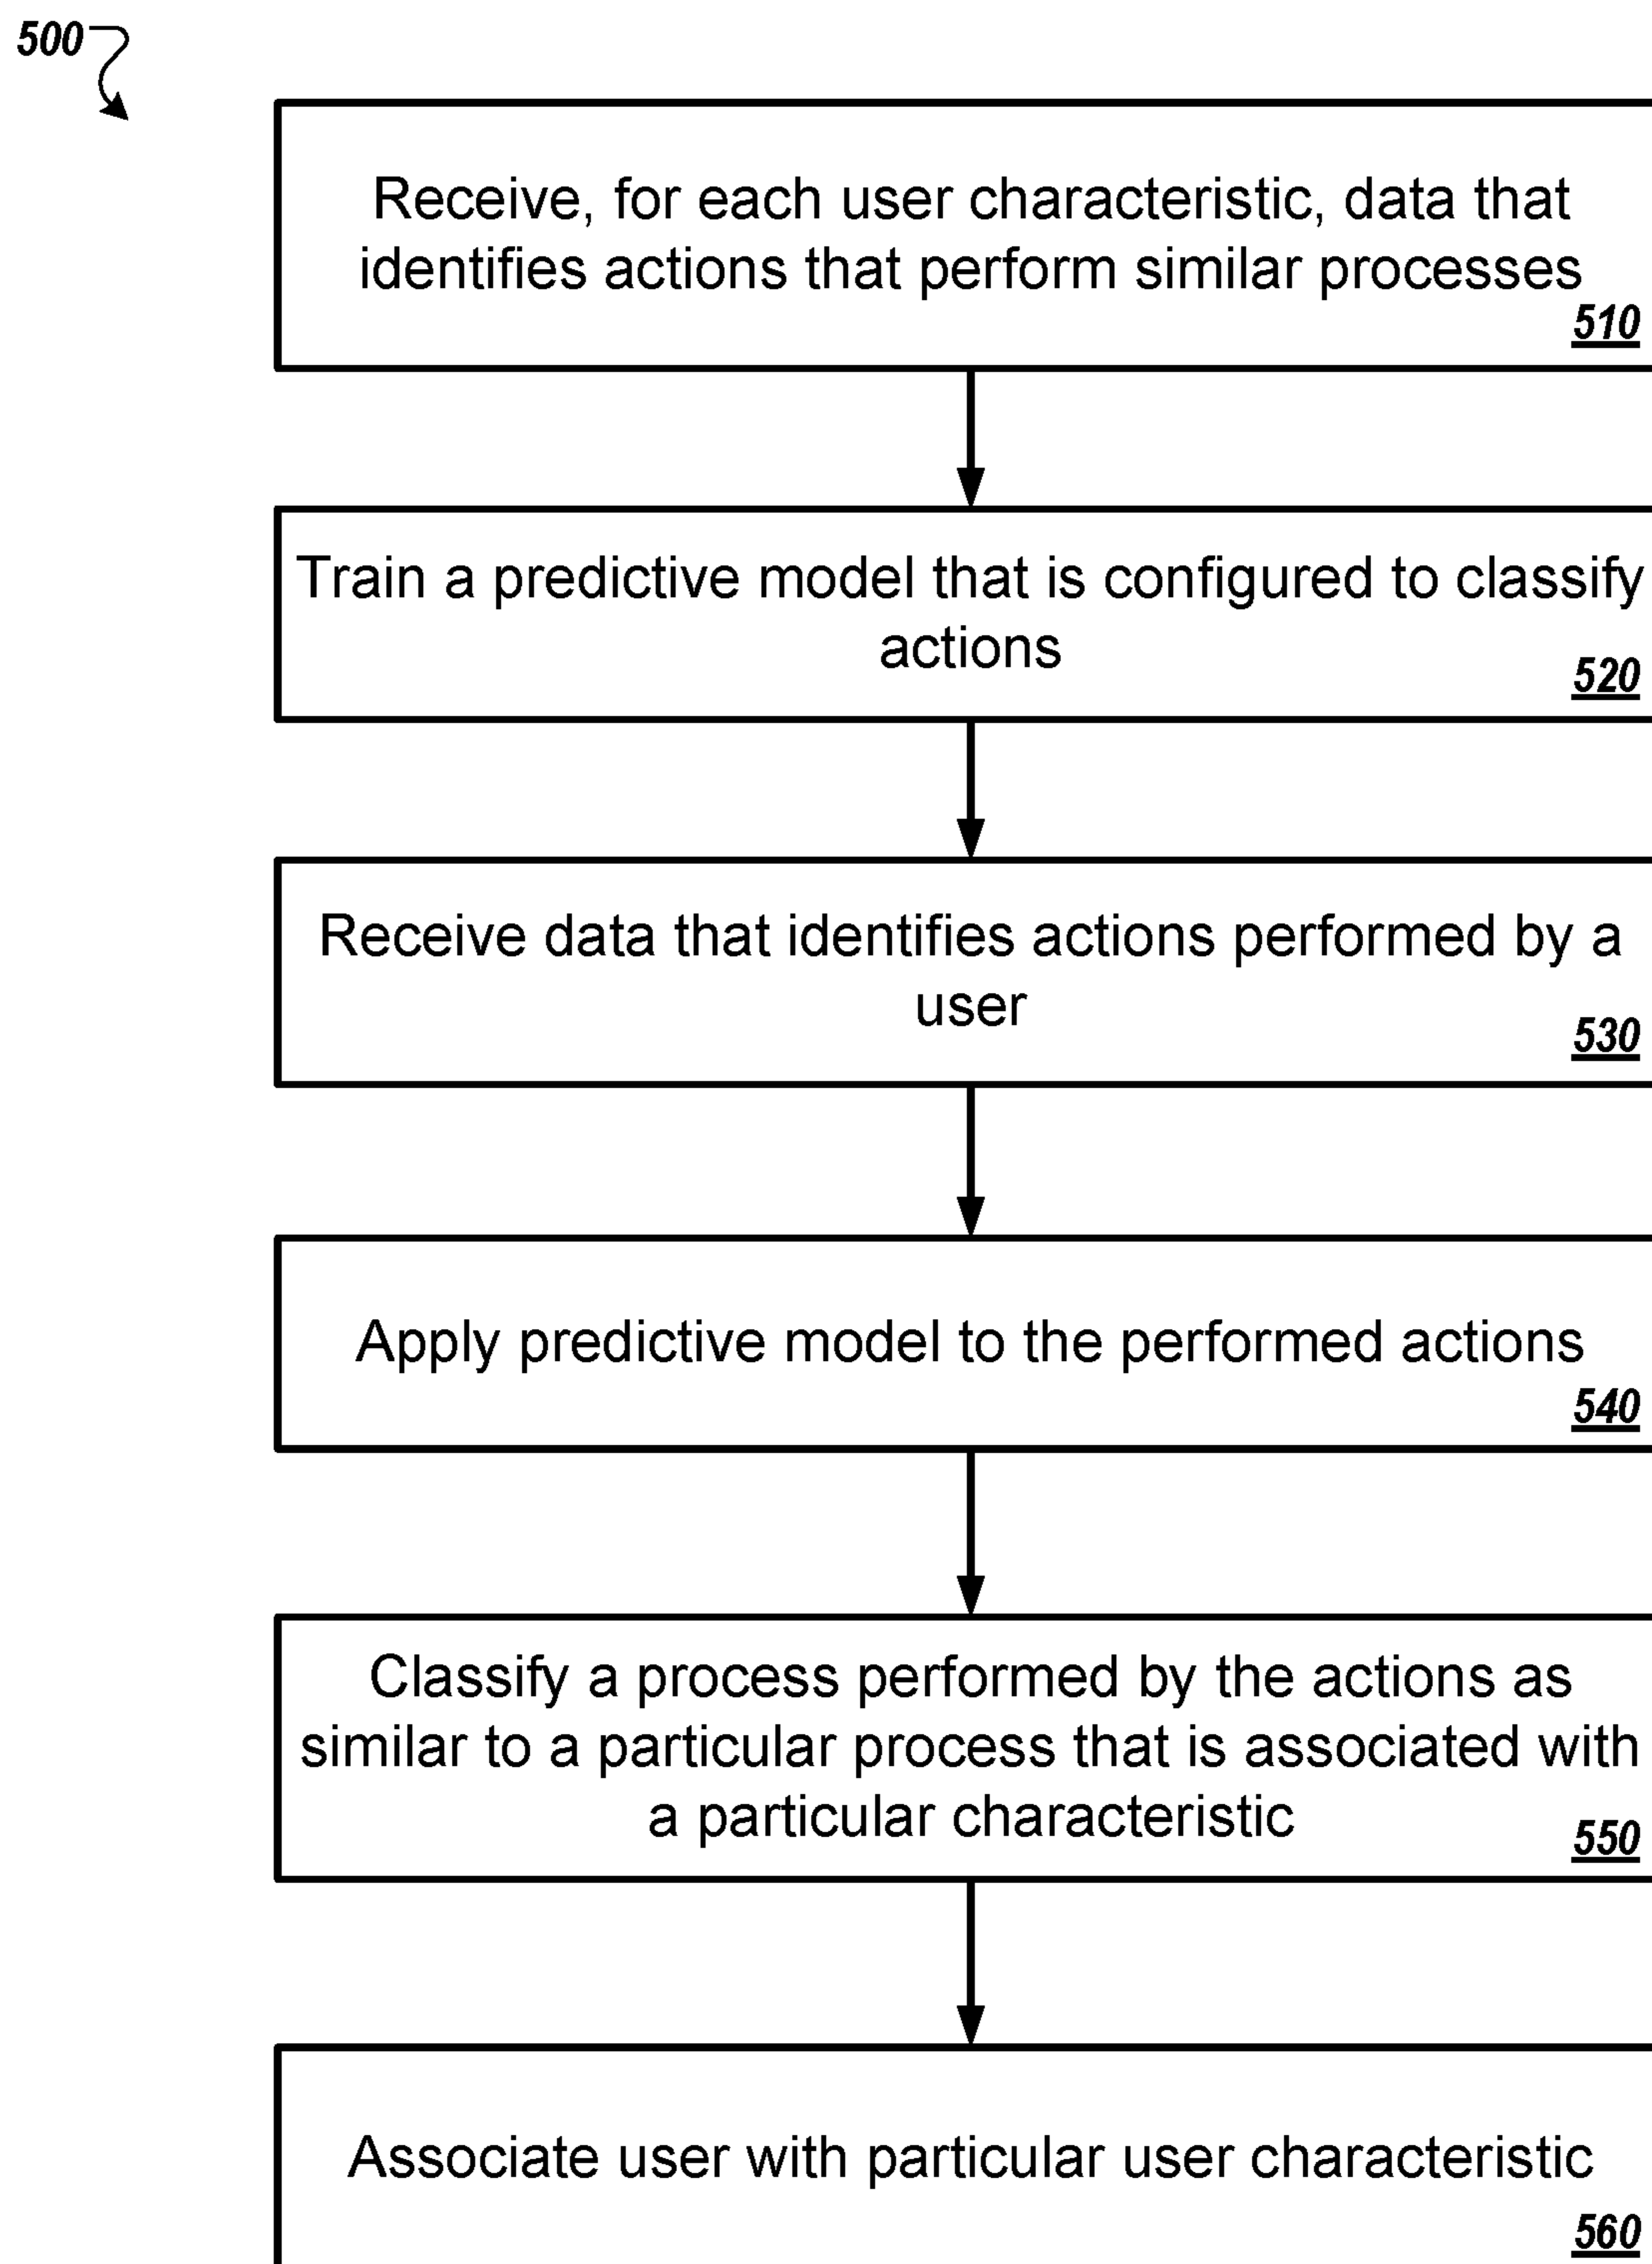 500
Receive, for each user characteristic, data that
identifies actions that perform similar processes
510
Train a predictive model that is configured to classify
actions
520
Receive data that identifies actions performed by a
user
530
Apply predictive model to the performed actions
540
Classify a process performed by the actions as
similar to a particular process that is associated with
a particular characteristic
550
Associate user with particular user characteristic
560